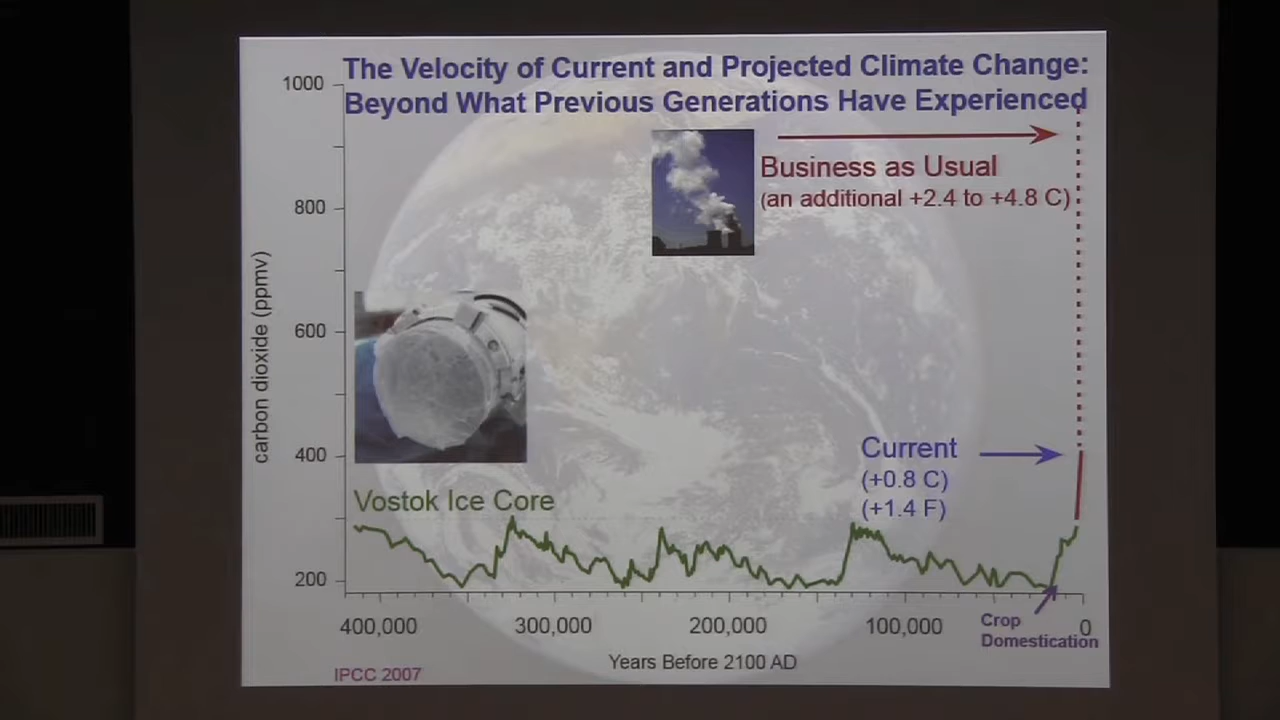 The Velocity of Current and Projected Climate Change:
Beyond What Previous Generations Have Experienced
1000
800
600
400
200
carbon dioxide (ppmv)
Business as Usual
(an additional +2.4 to +4.8 C)
Current
(+0.8 C)
(+1.4 F)
Vostok Ice Core
400,000
300,000
200,000
100,000
0
Crop
Domestication
Years Before 2100 AD
IPCC 2007